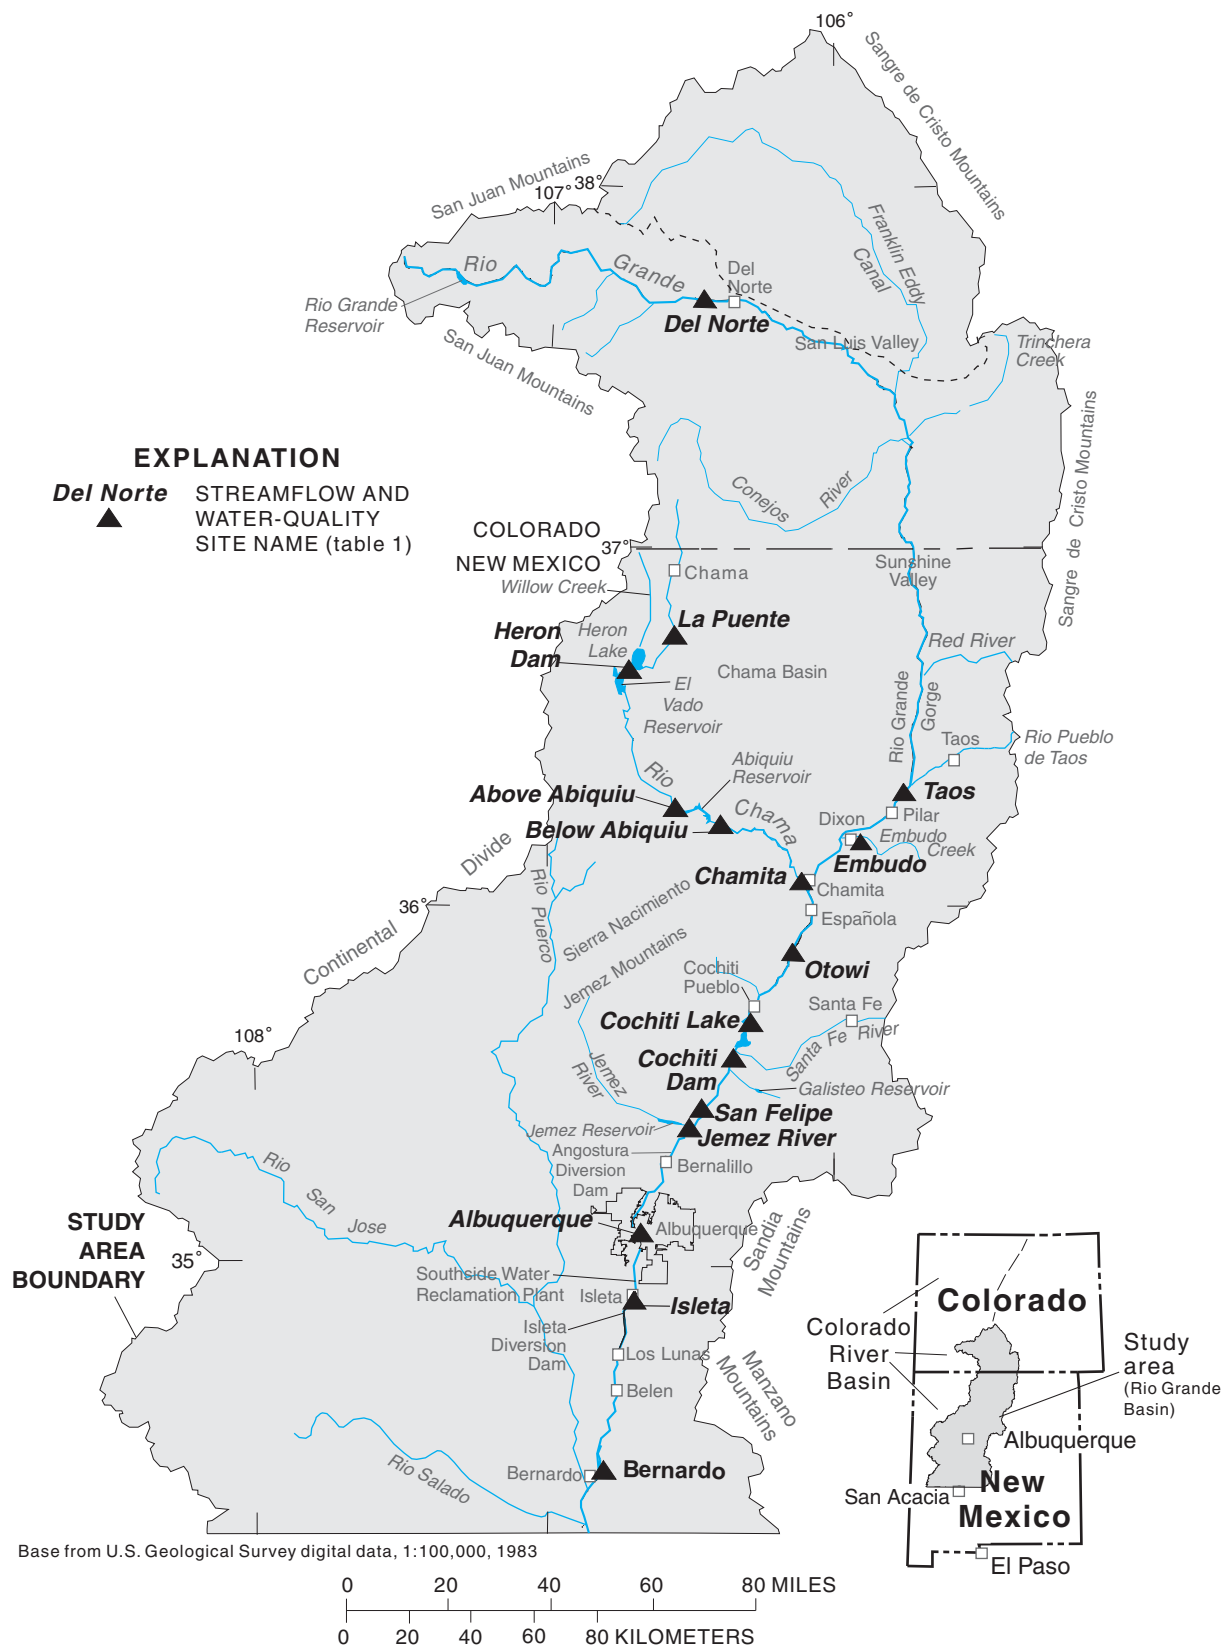 106°
Sangre de Cristo Mountains
San Juan Mountains
107°
38°
Rio
Grande
Franklin Eddy
Canal
Del
Norte
Rio Grande
Reservoir
Del Norte
San Luis Valley
Trinchera
Creek
San Juan Mountains
Sangre de Cristo Mountains
EXPLANATION
Del Norte
STREAMFLOW AND
WATER-QUALITY
SITE NAME (table 1)
Conejos
River
COLORADO
37°
NEW MEXICO
Sunshine
Valley
Willow Creek
Chama
La Puente
Heron
Dam
Heron
Lake
Red River
Chama Basin
El
Vado
Reservoir
Rio Grande
Gorge
Taos
Rio Pueblo
de Taos
Rio
Abiquiu
Reservoir
Above Abiquiu
Chama
Taos
Below Abiquiu
Dixon
Pilar
Embudo
Creek
Embudo
Continental
Divide
Rio Puerco
Chamita
Chamita
36°
Sierra Nacimiento
Española
Jemez Mountains
Otowi
Cochiti
Pueblo
Santa Fe
Cochiti Lake
Santa Fe River
108°
Cochiti
Dam
Jemez
River
Galisteo Reservoir
San Felipe
Jemez Reservoir
Jemez River
Angostura
Diversion
Dam
Bernalillo
Rio
San
Jose
Albuquerque
Albuquerque
Sandia
Mountains
STUDY
AREA
BOUNDARY
35°
Southside Water
Reclamation Plant
Isleta
Isleta
Isleta
Diversion
Dam
Los Lunas
Belen
Manzano
Mountains
Rio Salado
Bernardo
Bernardo
Colorado
Colorado
River
Basin
Study
area
(Rio Grande
Basin)
Albuquerque
San Acacia
New
Mexico
El Paso
Base from U.S. Geological Survey digital data, 1:100,000, 1983
0 20 40 60 80 MILES
0 20 40 60 80 KILOMETERS